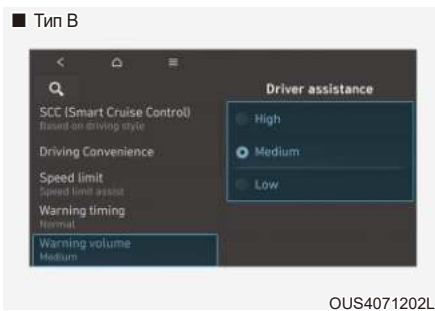 ■ Тип B
Driver assistance
SCC (Smart Cruise Control)
Based on driving style
Driving Convenience
Speed limit
Speed limit assist
Warning timing
Normal
Warning volume
Medium
High
Medium
Low
OUS4071202L